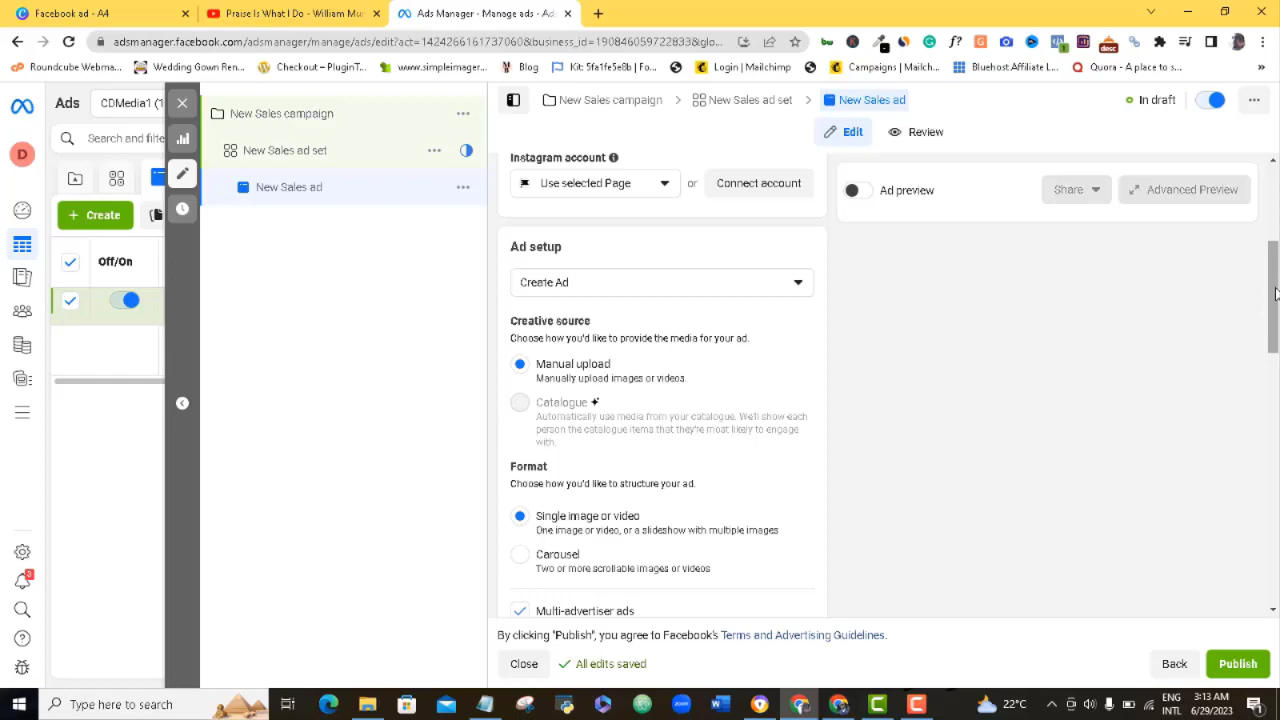 Facebook ad - A4
Praise Is What I Do - William Mu
Ads Manager - Manage ads - Ads
adsmanager.facebook.com/adsmanager/manage/ads/edit?act=1424266161737060&business_id=190846059722833&glo...
Roundcube Webma...
Wedding Gown Ren...
Checkout – PluginT...
www.simpleimager...
Blog
Kit: 5fa1fe5e8b | Fo...
Login | Mailchimp
Campaigns | Mailch...
Bluehost Affiliate L...
Quora - A place to s...
»
Ads
CDMedia1 (1
Search and filte
Create
Off/On
New Sales campaign
New Sales ad set
New Sales ad
New Sales campaign
New Sales ad set
New Sales ad
In draft
Edit
Review
Instagram account
Use selected Page
or
Connect account
Ad preview
Share
Advanced Preview
Ad setup
Create Ad
Creative source
Choose how you'd like to provide the media for your ad.
Manual upload
Manually upload images or videos.
Catalogue
Automatically use media from your catalogue. We'll show each
person the catalogue items that they're most likely to engage
with.
Format
Choose how you'd like to structure your ad.
Single image or video
One image or video, or a slideshow with multiple images
Carousel
Two or more scrollable images or videos
Multi-advertiser ads
By clicking "Publish", you agree to Facebook's Terms and Advertising Guidelines.
Close
All edits saved
Back
Publish
Type here to search
22°C
ENG
INTL
3:13 AM
6/29/2023